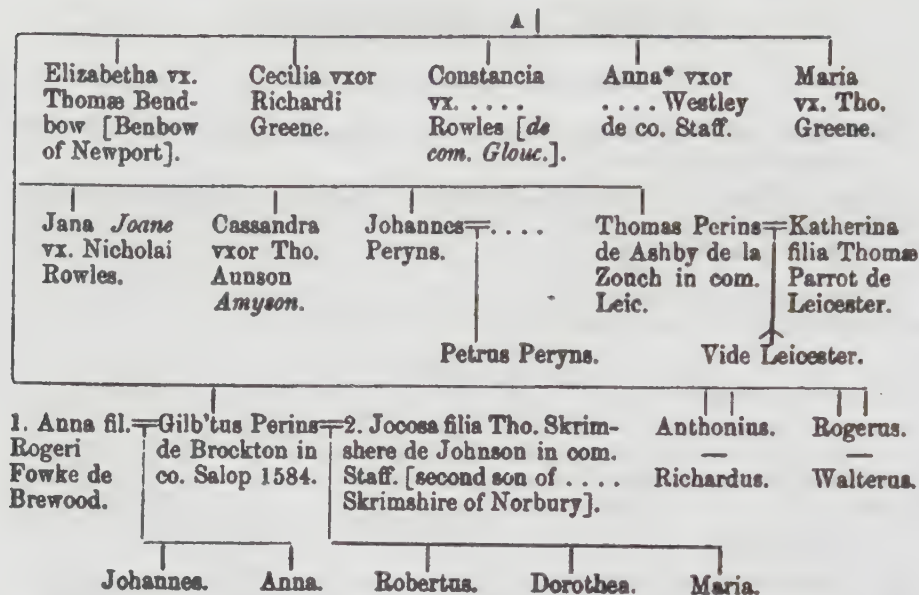 A
Elizabetha vx.
Thomæ Bend-
bow [Benbow
of Newport].
Cecilia vxor
Richardi
Greene.
Constancia
vx. . . . .
Rowles [de
com. Glouc.].
Anna* vxor
. . . . Westley
de co. Staff.
Maria
vx. Tho.
Greene.
Jana Joane
vx. Nicholai
Rowles.
Cassandra
vxor Tho.
Aunson
Amyson.
Johannes
Peryns.
. . . .
Thomas Perins
de Ashby de la
Zonch in com.
Leic.
Katherina
filia Thomæ
Parrot de
Leicester.
Petrus Peryns.
Vide Leicester.
1. Anna fil.
Rogeri
Fowke de
Brewood.
Gilb'tus Perins
de Brockton in
co. Salop 1584.
2. Jocosa filia Tho. Skrim-
shere de Johnson in com.
Staff. [second son of . . . .
Skrimshire of Norbury].
Anthonius.
—
Richardus.
Rogerus.
—
Walterus.
Johannes.
Anna.
Robertus.
Dorothea.
Maria.